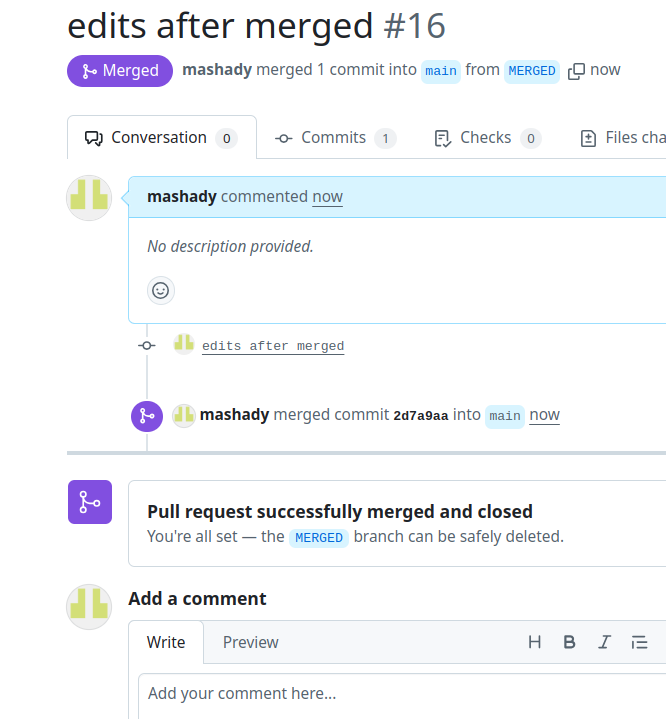 edits after merged #16
Merged mashady merged 1 commit into main from MERGED now
Conversation 0 Commits 1 Checks 0 Files cha
mashady commented now
No description provided.
edits after merged
mashady merged commit 2d7a9aa into main now
Pull request successfully merged and closed
You're all set — the MERGED branch can be safely deleted.
Add a comment
Write Preview H B I
Add your comment here...